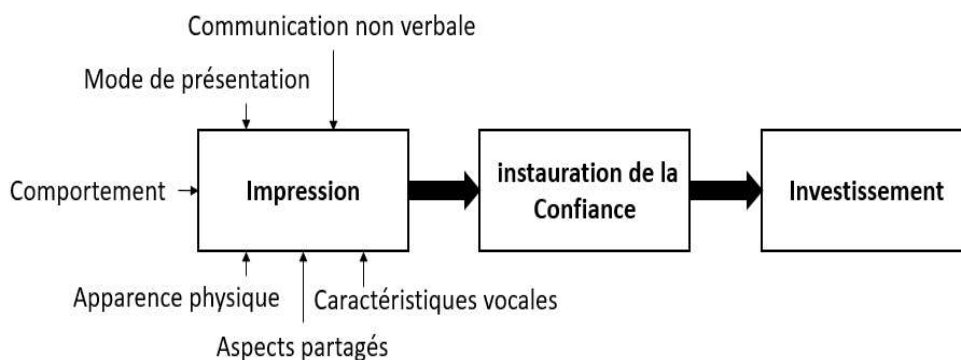 Communication non verbale
Mode de présentation
Comportement
Impression
instauration de la
Confiance
Investissement
Apparence physique
Caractéristiques vocales
Aspects partagés